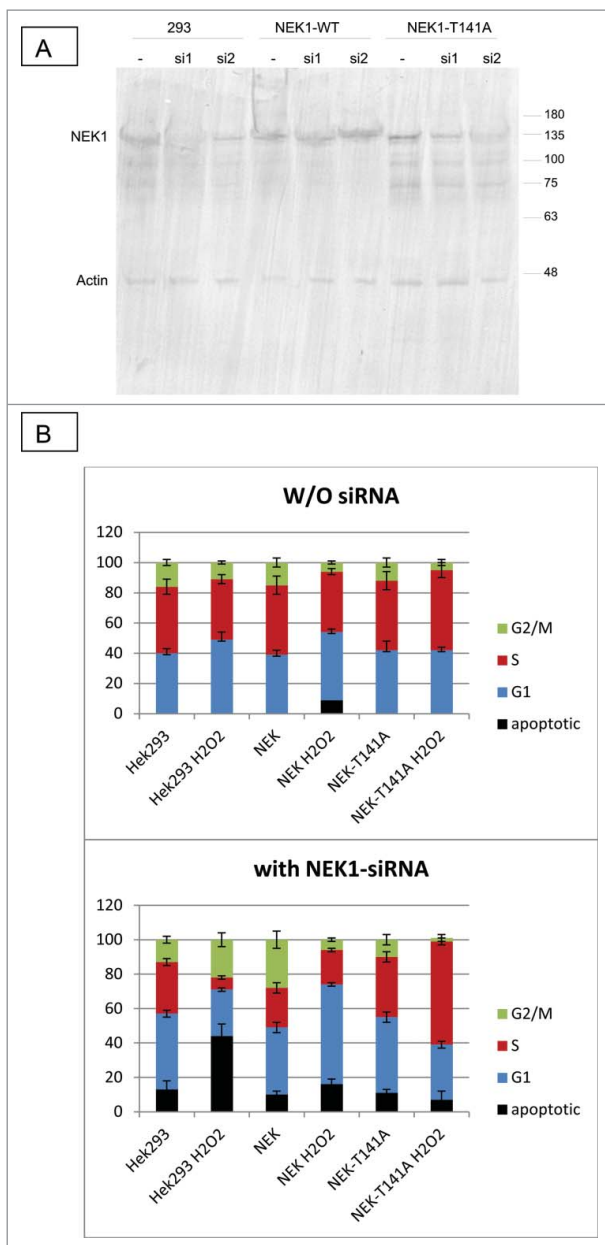 A
293 NEK1-WT NEK1-T141A
- si1 si2 - si1 si2 - si1 si2
180
NEK1 135
100
75
63
Actin 48
B
W/O siRNA
120
100
80
60
40
20
0
G2/M
S
G1
apoptotic
Hek293
Hek293 H2O2
NEK
NEK H2O2
NEK-T141A
NEK-T141A H2O2
with NEK1-siRNA
120
100
80
60
40
20
0
G2/M
S
G1
apoptotic
Hek293
Hek293 H2O2
NEK
NEK H2O2
NEK-T141A
NEK-T141A H2O2